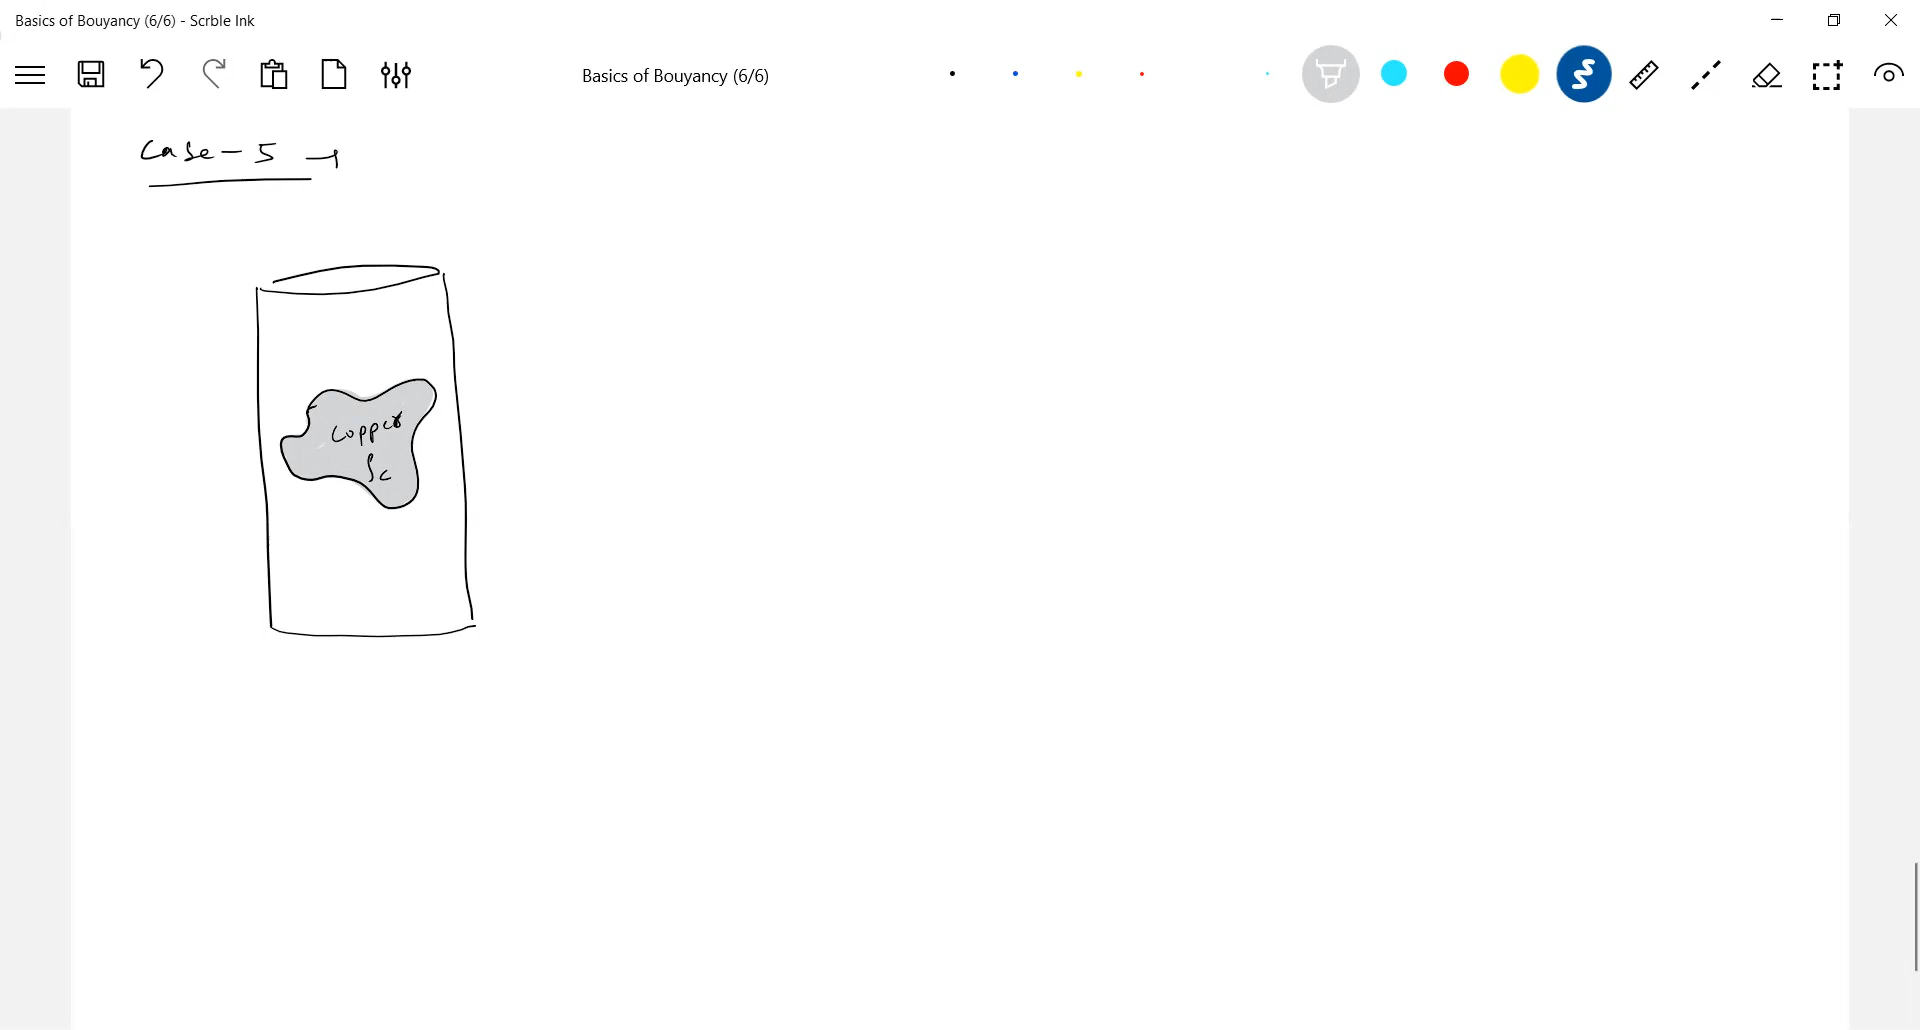 Basics of Bouyancy (6/6) - Scrble Ink
Basics of Bouyancy (6/6)
Case - 5 →
Copper
ρc